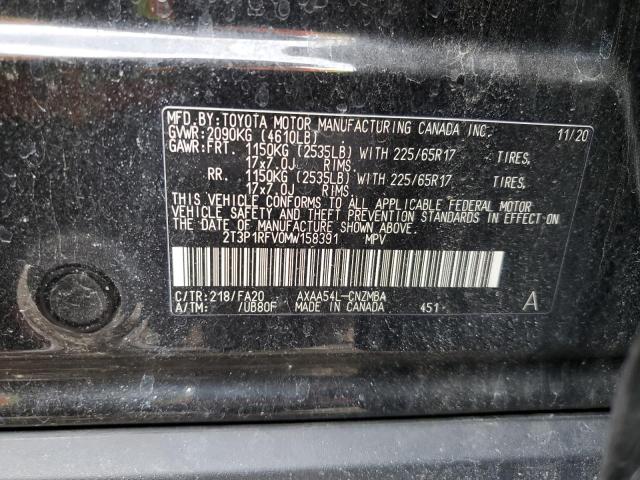 MFD.BY:TOYOTA MOTOR MANUFACTURING CANADA INC. 11/20
GVWR:2090KG (4610LB)
GAWR:FRT. 1150KG (2535LB) WITH 225/65R17 TIRES,
17x7.0J RIMS
RR. 1150KG (2535LB) WITH 225/65R17 TIRES,
17x7.0J RIMS
THIS VEHICLE CONFORMS TO ALL APPLICABLE FEDERAL MOTOR
VEHICLE SAFETY AND THEFT PREVENTION STANDARDS IN EFFECT ON
THE DATE OF MANUFACTURE SHOWN ABOVE.
2T3P1RFV0MW158391 MPV
C/TR:218/FA20 AXAA54L-CNZMBA
A/TM: /UB80F MADE IN CANADA 451 A